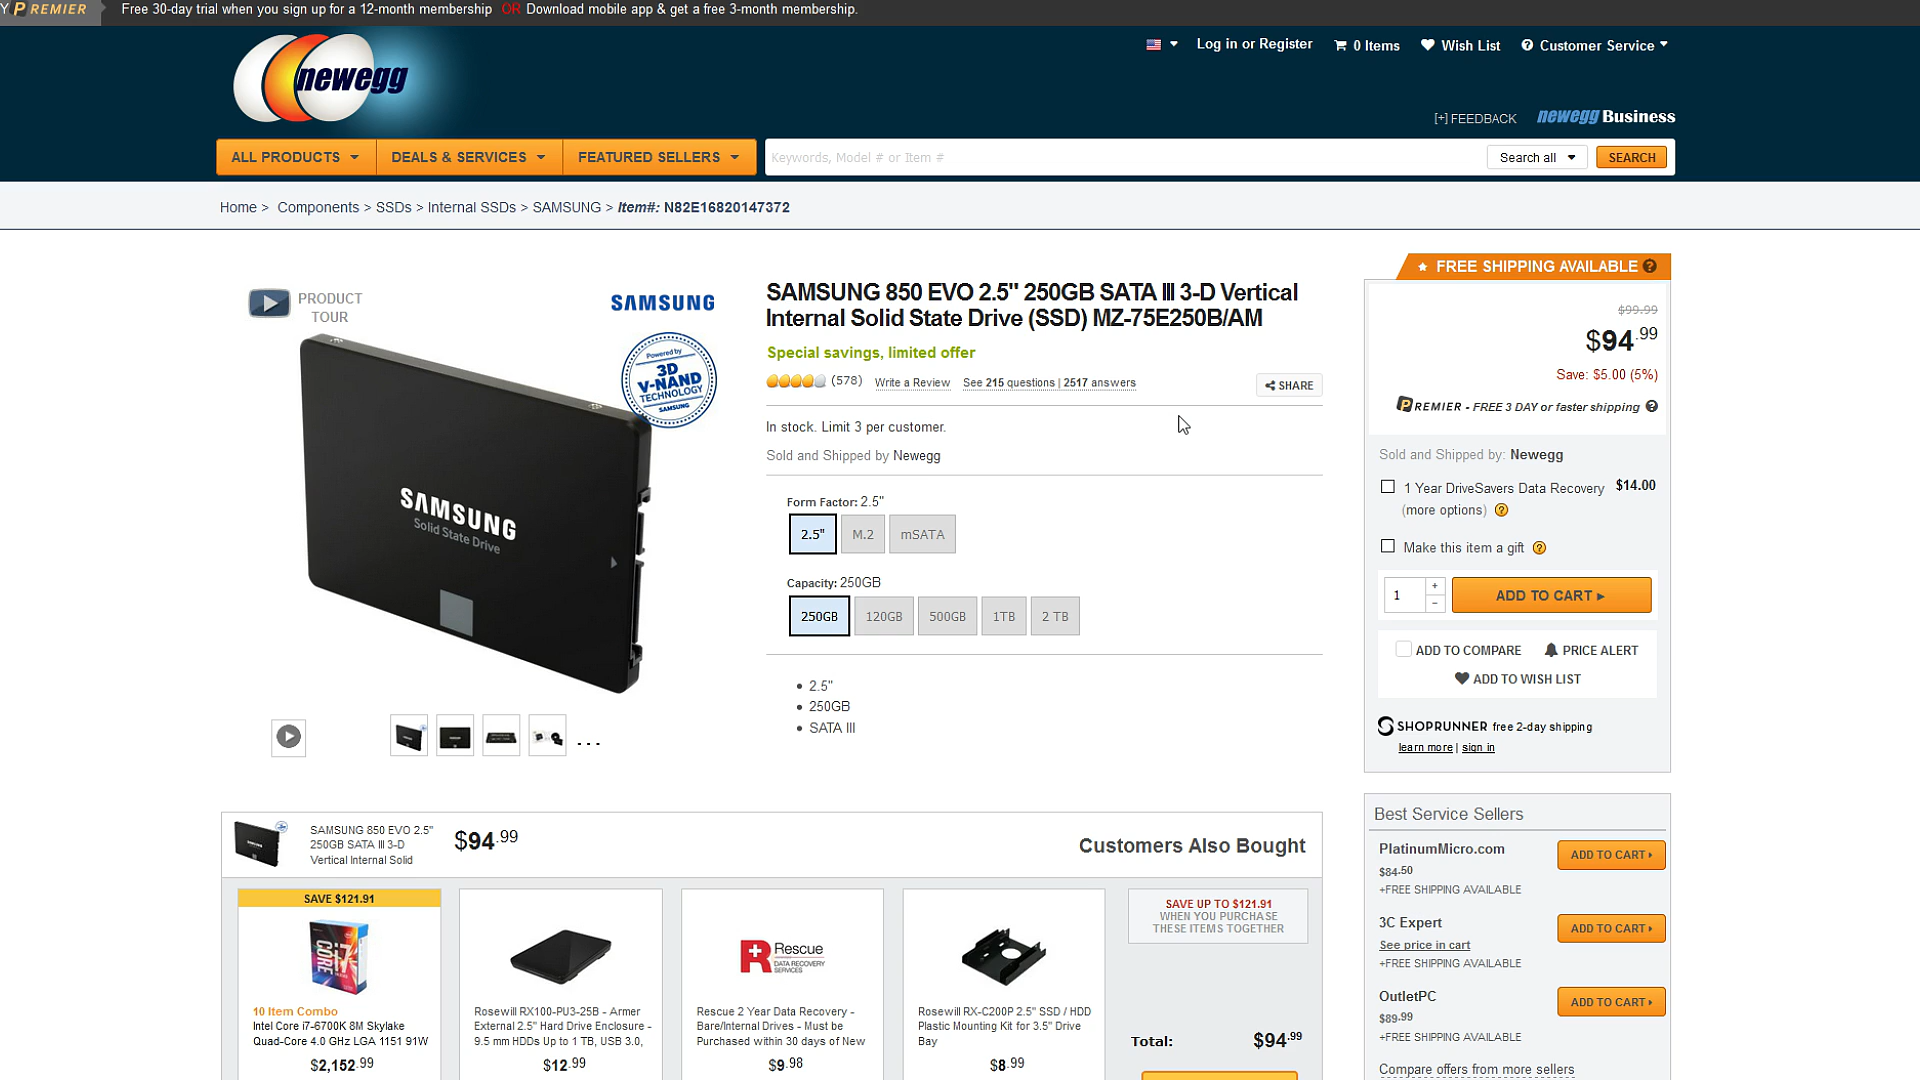 Y PREMIER Free 30-day trial when you sign up for a 12-month membership OR Download mobile app & get a free 3-month membership.
newegg
Log in or Register 0 Items Wish List Customer Service
[+] FEEDBACK newegg Business
ALL PRODUCTS DEALS & SERVICES FEATURED SELLERS Keywords, Model # or Item # Search all SEARCH
Home > Components > SSDs > Internal SSDs > SAMSUNG > Item#: N82E16820147372
PRODUCT
TOUR
SAMSUNG
Powered by
3D
V-NAND
TECHNOLOGY
SAMSUNG
SAMSUNG
Solid State Drive
...
SAMSUNG 850 EVO 2.5" 250GB SATA III 3-D Vertical
Internal Solid State Drive (SSD) MZ-75E250B/AM
Special savings, limited offer
(578) Write a Review See 215 questions | 2517 answers
SHARE
In stock. Limit 3 per customer.
Sold and Shipped by Newegg
Form Factor: 2.5"
2.5" M.2 mSATA
Capacity: 250GB
250GB 120GB 500GB 1TB 2 TB
• 2.5"
• 250GB
• SATA III
FREE SHIPPING AVAILABLE ?
$99.99
$94.99
Save: $5.00 (5%)
PREMIER - FREE 3 DAY or faster shipping ?
Sold and Shipped by: Newegg
1 Year DriveSavers Data Recovery $14.00
(more options) ?
Make this item a gift ?
1 + - ADD TO CART ▸
ADD TO COMPARE PRICE ALERT
ADD TO WISH LIST
SHOPRUNNER free 2-day shipping
learn more | sign in
SAMSUNG 850 EVO 2.5"
250GB SATA III 3-D
Vertical Internal Solid
$94.99
Customers Also Bought
SAVE $121.91
CORE i7
10 Item Combo
Intel Core i7-6700K 8M Skylake
Quad-Core 4.0 GHz LGA 1151 91W
$2,152.99
Rosewill RX100-PU3-25B - Armer
External 2.5" Hard Drive Enclosure -
9.5 mm HDDs Up to 1 TB, USB 3.0,
$12.99
R Rescue
DATA RECOVERY
SERVICES
Rescue 2 Year Data Recovery -
Bare/Internal Drives - Must be
Purchased within 30 days of New
$9.98
Rosewill RX-C200P 2.5" SSD / HDD
Plastic Mounting Kit for 3.5" Drive
Bay
$8.99
SAVE UP TO $121.91
WHEN YOU PURCHASE
THESE ITEMS TOGETHER
Total: $94.99
Best Service Sellers
PlatinumMicro.com
$84.50
+FREE SHIPPING AVAILABLE
ADD TO CART ▸
3C Expert
See price in cart
+FREE SHIPPING AVAILABLE
ADD TO CART ▸
OutletPC
$89.99
+FREE SHIPPING AVAILABLE
ADD TO CART ▸
Compare offers from more sellers